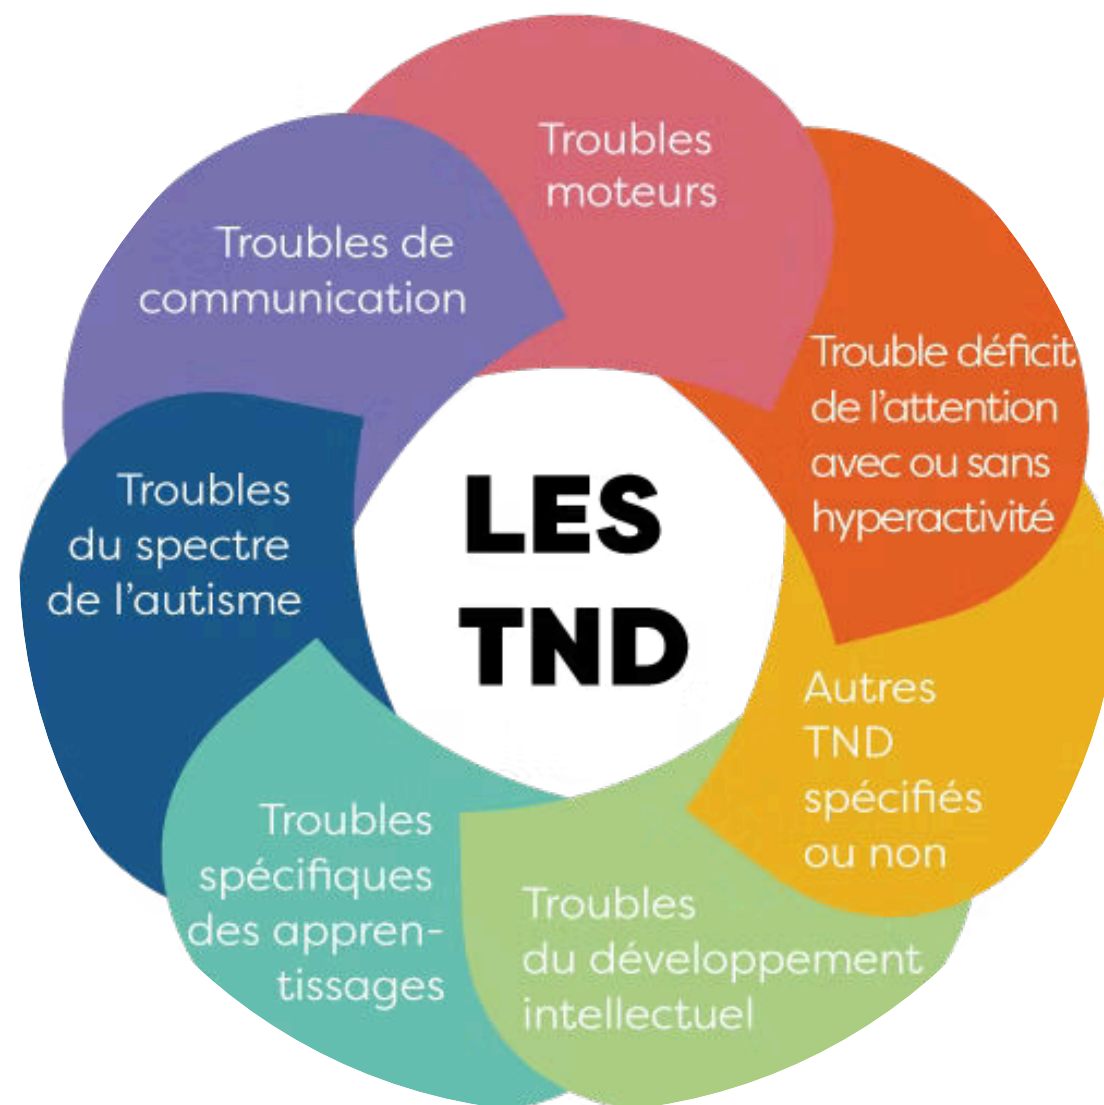 Troubles
moteurs
Troubles de
communication
Trouble déficit
de l'attention
avec ou sans
hyperactivité
Troubles
du spectre
de l'autisme
LES
TND
Autres
TND
spécifiés
ou non
Troubles
spécifiques
des appren-
tissages
Troubles
du développement
intellectuel